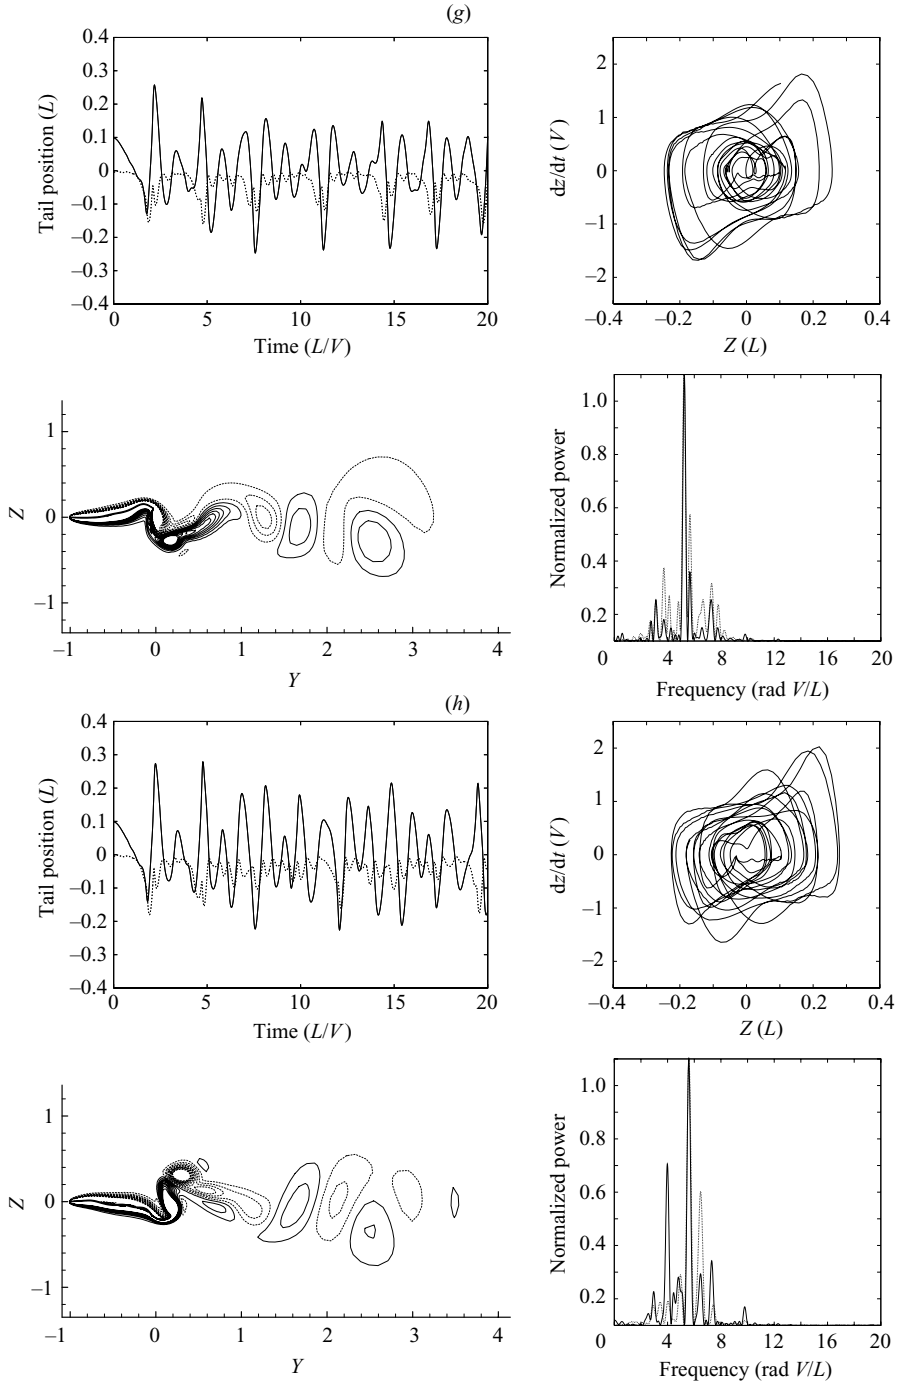 (g)
0.4
0.3
0.2
0.1
0
–0.1
–0.2
–0.3
–0.4
Tail position (L)
0 5 10 15 20
Time (L/V)
2
1
0
–1
–2
dz/dt (V)
–0.4 –0.2 0 0.2 0.4
Z (L)
1
0
–1
Z
–1 0 1 2 3 4
Y
1.0
0.8
0.6
0.4
0.2
Normalized power
0 4 8 12 16 20
Frequency (rad V/L)
(h)
0.4
0.3
0.2
0.1
0
–0.1
–0.2
–0.3
–0.4
Tail position (L)
0 5 10 15 20
Time (L/V)
2
1
0
–1
–2
dz/dt (V)
–0.4 –0.2 0 0.2 0.4
Z (L)
1
0
–1
Z
–1 0 1 2 3 4
Y
1.0
0.8
0.6
0.4
0.2
Normalized power
0 4 8 12 16 20
Frequency (rad V/L)